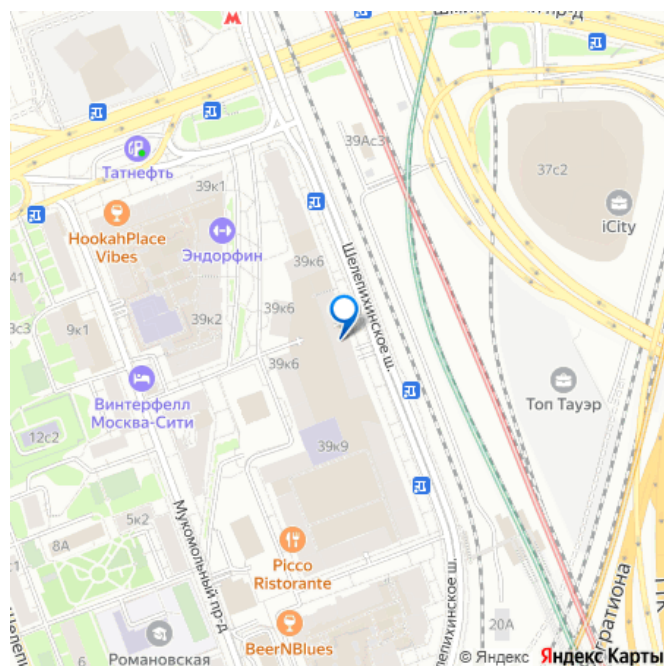 Татнефть
39к1
39Ас3
37с2
iCity
HookahPlace
Vibes
Эндорфин
39к6
Шелепихинское ш.
41
3с3
9к1
39к2
39к6
39к6
Винтерфелл
Москва-Сити
Топ Тауэр
12с2
39к9
5к2
8А
Мукомольный пр-д
Picco
Ristorante
20А
BeerNBlues
Романовская
6
© Яндекс Яндекс Карты